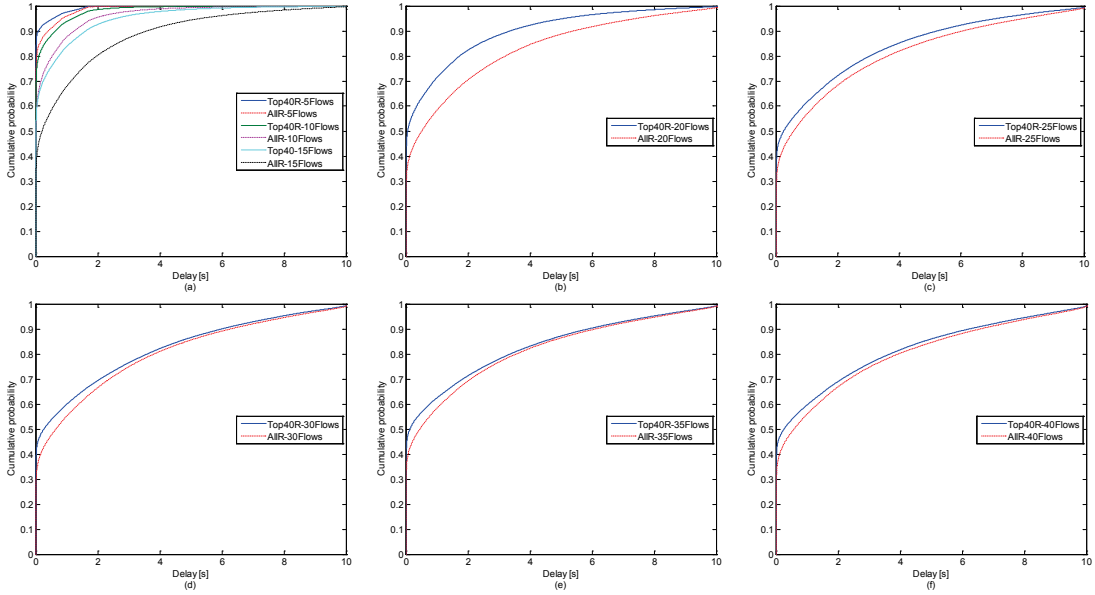 Cumulative probability
1
0.9
0.8
0.7
0.6
0.5
0.4
0.3
0.2
0.1
0
Top40R-5Flows
AllR-5Flows
Top40R-10Flows
AllR-10Flows
Top40-15Flows
AllR-15Flows
0 2 4 6 8 10
Delay [s]
(a)
Cumulative probability
1
0.9
0.8
0.7
0.6
0.5
0.4
0.3
0.2
0.1
0
Top40R-20Flows
AllR-20Flows
0 2 4 6 8 10
Delay [s]
(b)
Cumulative probability
1
0.9
0.8
0.7
0.6
0.5
0.4
0.3
0.2
0.1
0
Top40R-25Flows
AllR-25Flows
0 2 4 6 8 10
Delay [s]
(c)
Cumulative probability
1
0.9
0.8
0.7
0.6
0.5
0.4
0.3
0.2
0.1
0
Top40R-30Flows
AllR-30Flows
0 2 4 6 8 10
Delay [s]
(d)
Cumulative probability
1
0.9
0.8
0.7
0.6
0.5
0.4
0.3
0.2
0.1
0
Top40R-35Flows
AllR-35Flows
0 2 4 6 8 10
Delay [s]
(e)
Cumulative probability
1
0.9
0.8
0.7
0.6
0.5
0.4
0.3
0.2
0.1
0
Top40R-40Flows
AllR-40Flows
0 2 4 6 8 10
Delay [s]
(f)